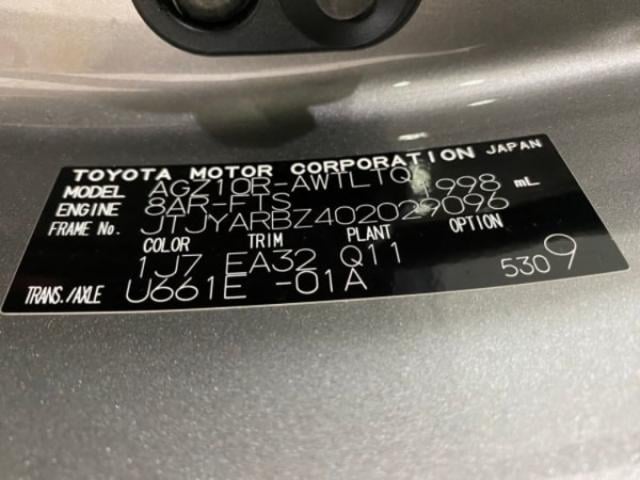 TOYOTA MOTOR CORPORATION JAPAN
MODEL AGZ10R-AWTLTQ
ENGINE 8AR-FTS 1998 mL
FRAME No. JTJYARBZ402029096
COLOR TRIM PLANT OPTION
1J7 EA32 Q11
TRANS./AXLE U661E -01A 5309